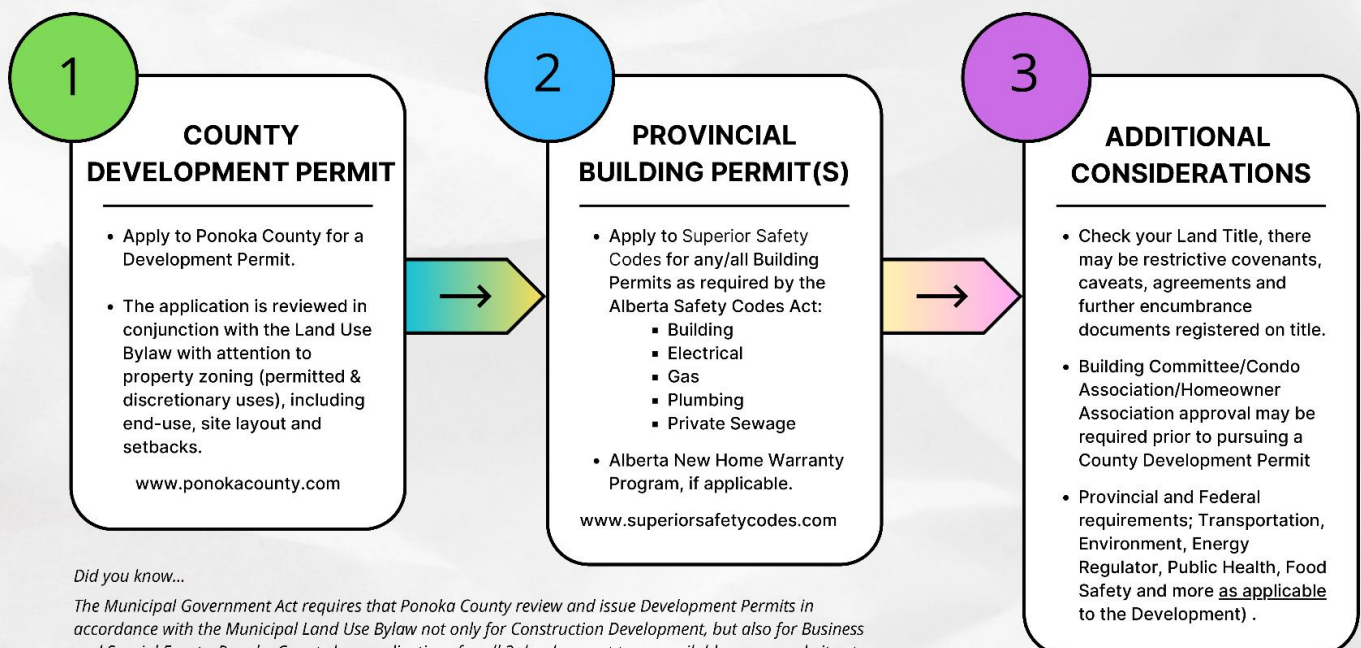 1
COUNTY
DEVELOPMENT PERMIT
• Apply to Ponoka County for a
Development Permit.
• The application is reviewed in
conjunction with the Land Use
Bylaw with attention to
property zoning (permitted &
discretionary uses), including
end-use, site layout and
setbacks.
www.ponokacounty.com
→
2
PROVINCIAL
BUILDING PERMIT(S)
• Apply to Superior Safety
Codes for any/all Building
Permits as required by the
Alberta Safety Codes Act:
▪ Building
▪ Electrical
▪ Gas
▪ Plumbing
▪ Private Sewage
• Alberta New Home Warranty
Program, if applicable.
www.superiorsafetycodes.com
→
3
ADDITIONAL
CONSIDERATIONS
• Check your Land Title, there
may be restrictive covenants,
caveats, agreements and
further encumbrance
documents registered on title.
• Building Committee/Condo
Association/Homeowner
Association approval may be
required prior to pursuing a
County Development Permit
• Provincial and Federal
requirements; Transportation,
Environment, Energy
Regulator, Public Health, Food
Safety and more as applicable
to the Development) .
Did you know...
The Municipal Government Act requires that Ponoka County review and issue Development Permits in
accordance with the Municipal Land Use Bylaw not only for Construction Development, but also for Business